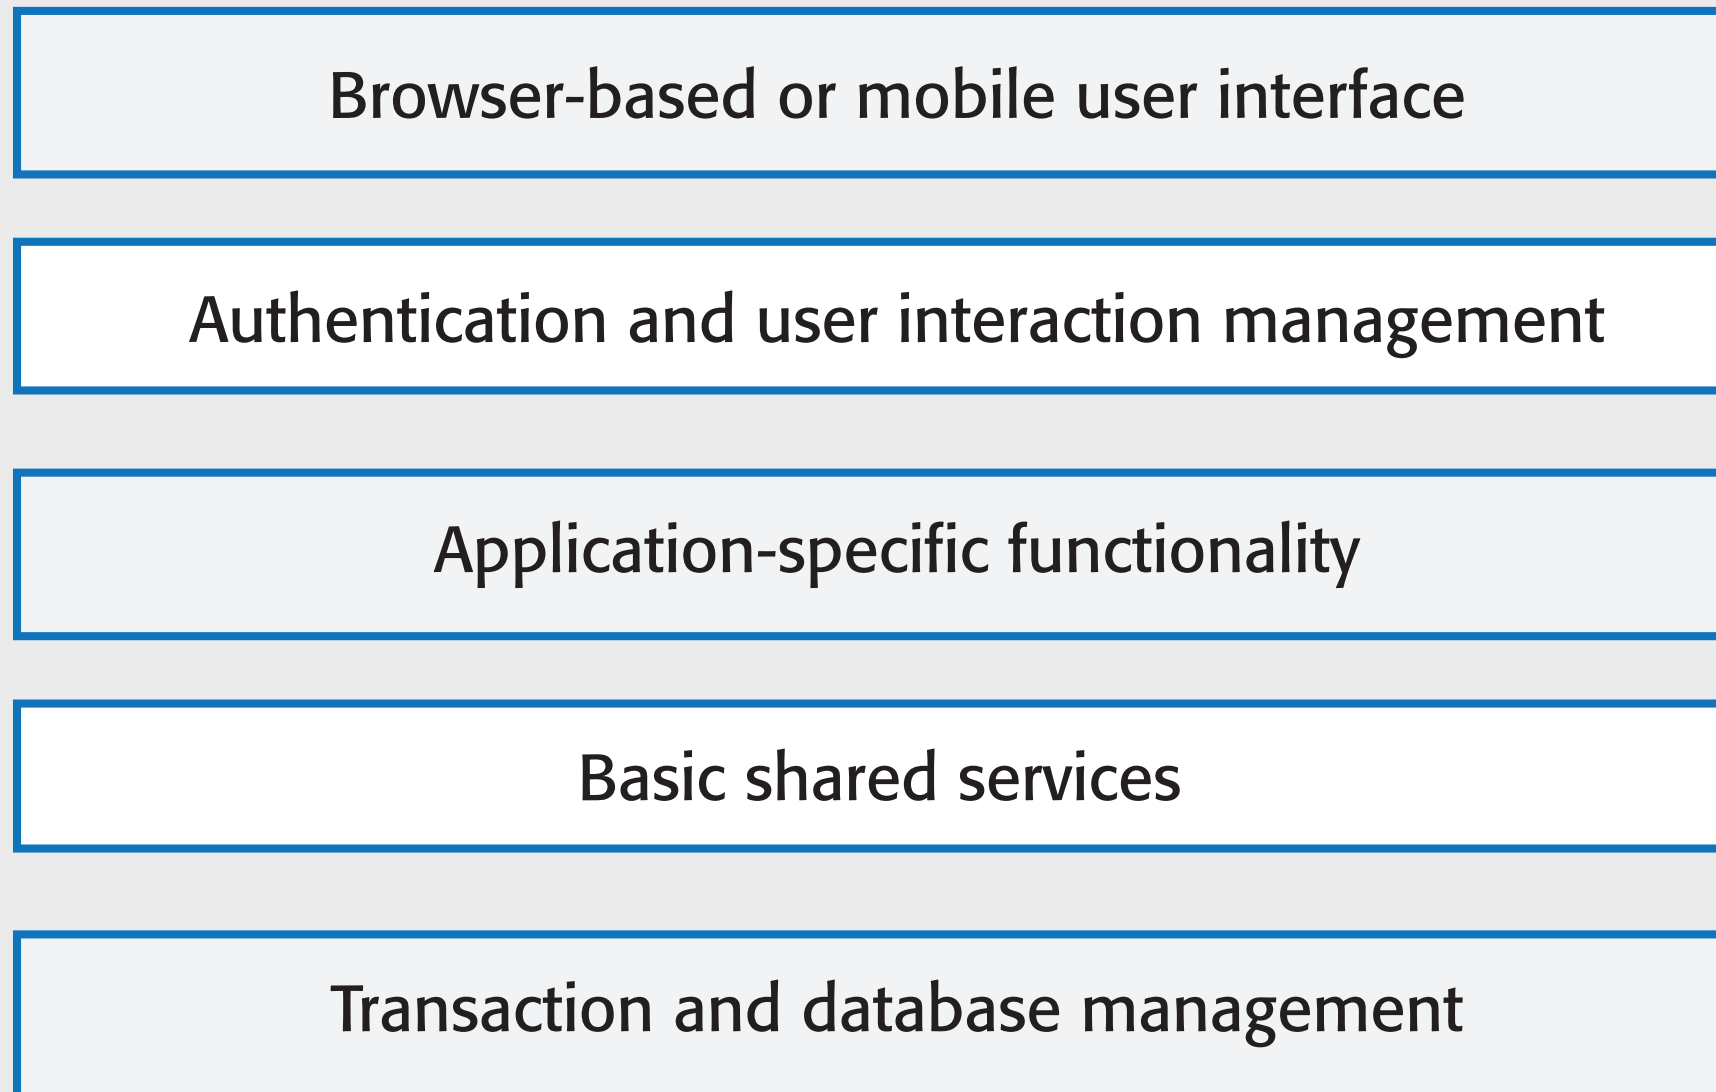 Browser-based or mobile user interface
Authentication and user interaction management
Application-specific functionality
Basic shared services
Transaction and database management